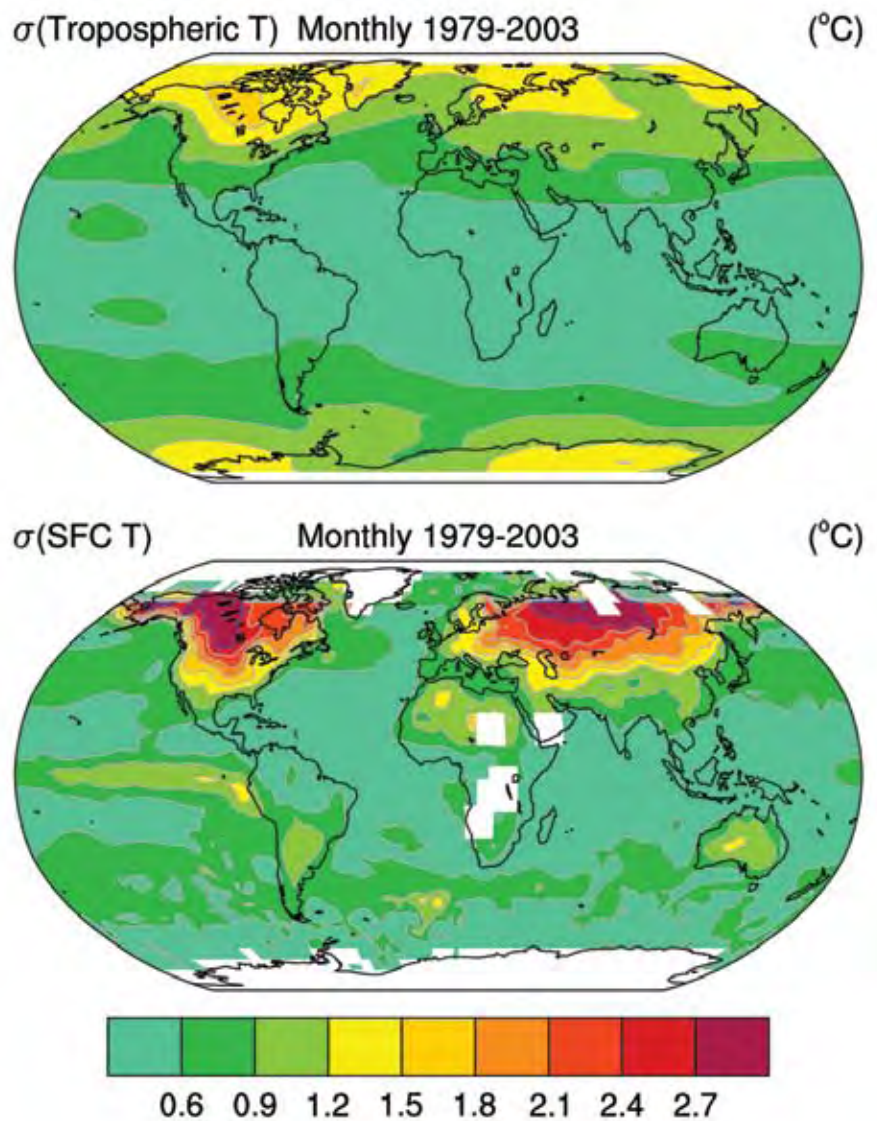 σ(Tropospheric T) Monthly 1979-2003 (°C)
σ(SFC T) Monthly 1979-2003 (°C)
0.6 0.9 1.2 1.5 1.8 2.1 2.4 2.7